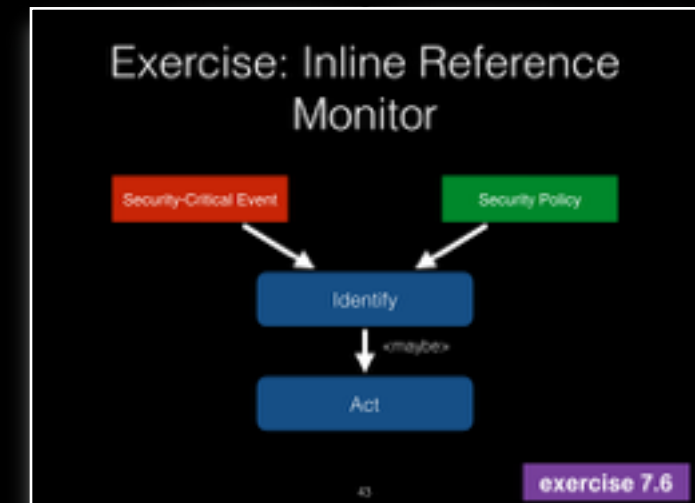 Exercise: Inline Reference
Monitor
Security-Critical Event
Security Policy
Identify
<maybe>
Act
43
exercise 7.6